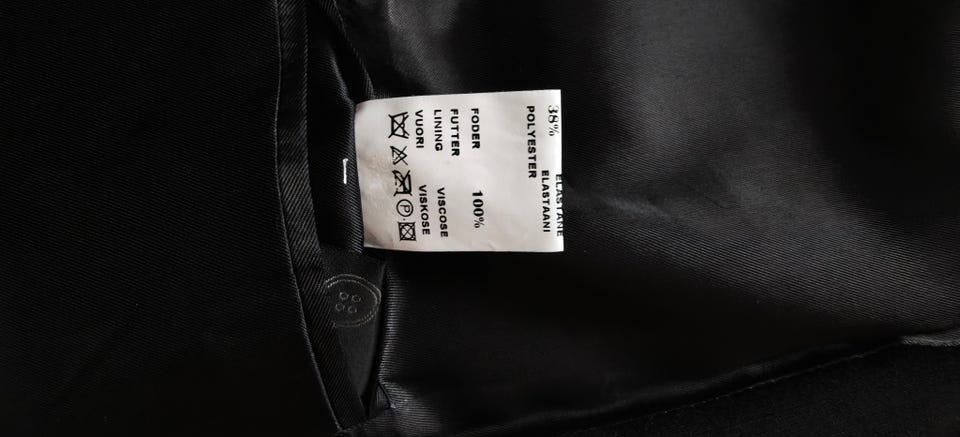 38% ELASTANE
ELASTAANI
POLYESTER
FODER 100%
FUTTER
LINING VISCOSE
VUORI VISKOSE
P